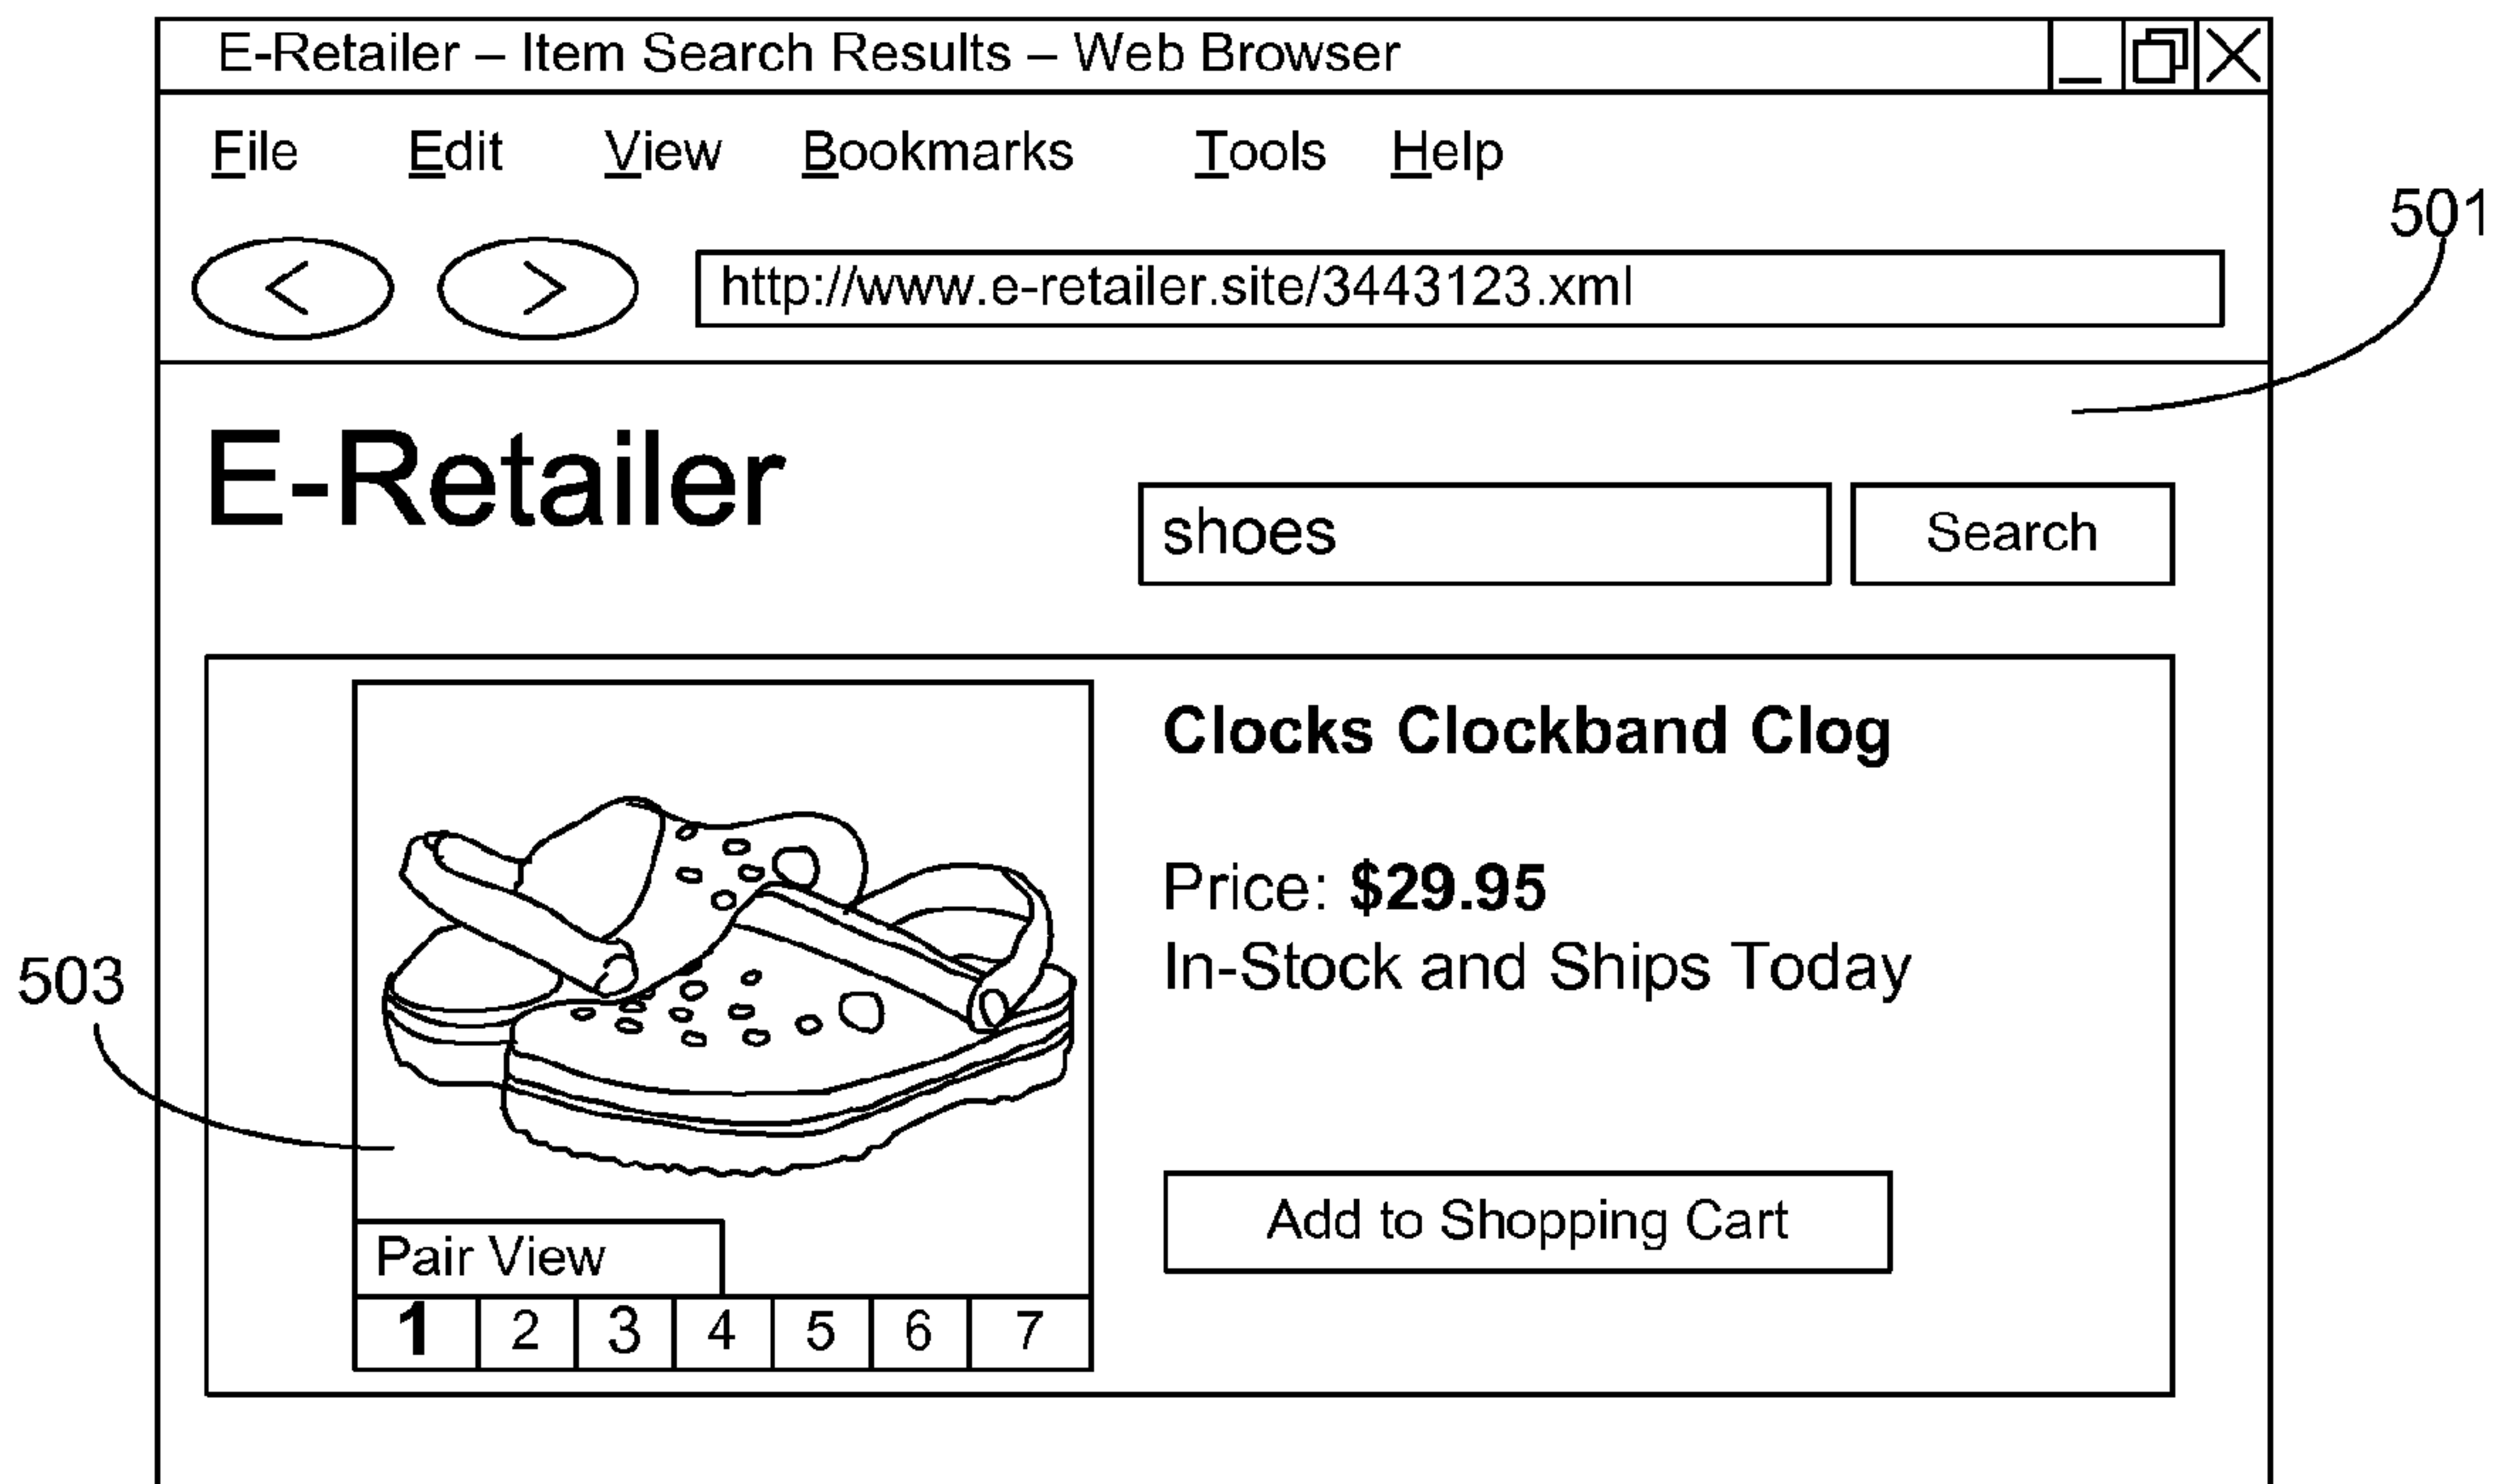 E-Retailer – Item Search Results – Web Browser
File Edit View Bookmarks Tools Help
501
http://www.e-retailer.site/3443123.xml
E-Retailer
shoes Search
Clocks Clockband Clog
Price: $29.95
In-Stock and Ships Today
503
Add to Shopping Cart
Pair View
1 2 3 4 5 6 7